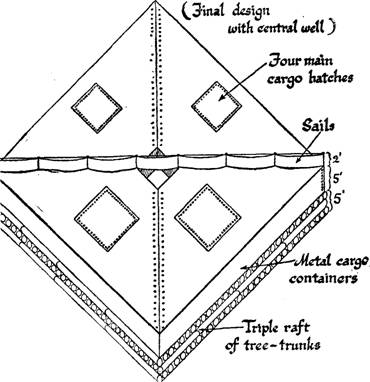 (Final design
with central well)
Four main
cargo hatches
Sails
2'
5'
5'
Metal cargo
containers
Triple raft
of tree-trunks